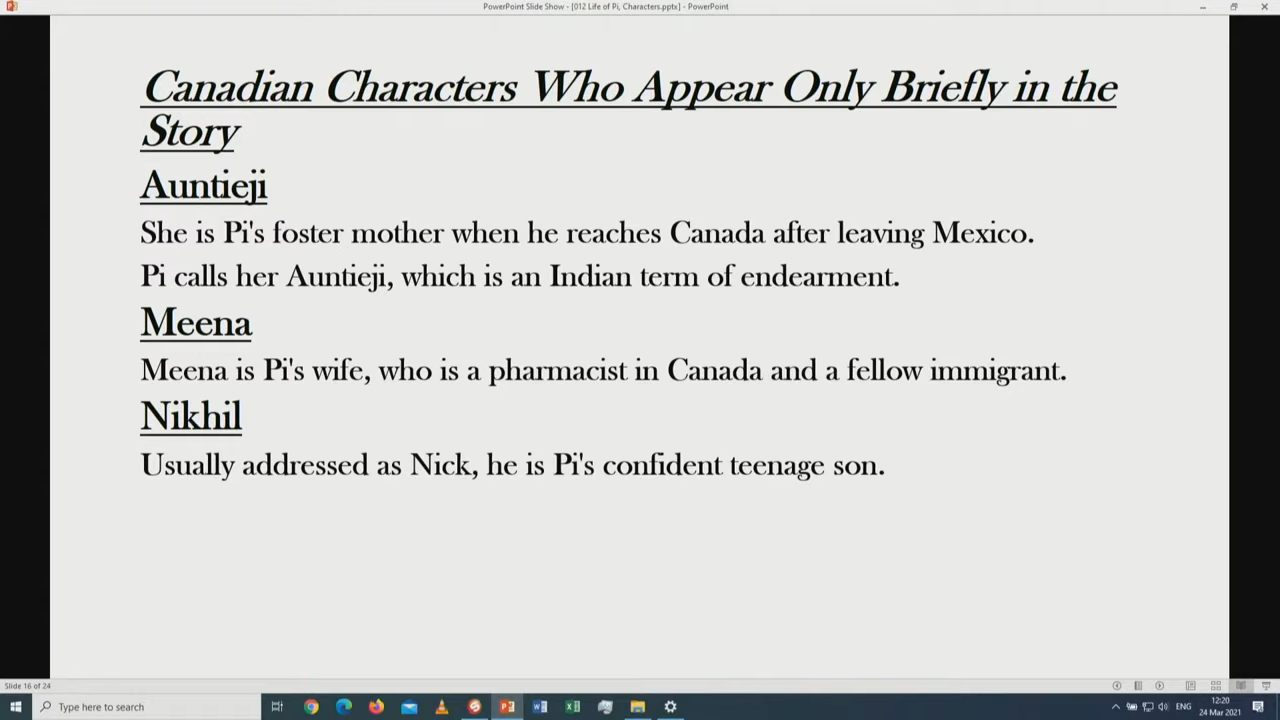 PowerPoint Slide Show - [012 Life of Pi, Characters.pptx] - PowerPoint
Canadian Characters Who Appear Only Briefly in the
Story
Auntieji
She is Pi's foster mother when he reaches Canada after leaving Mexico.
Pi calls her Auntieji, which is an Indian term of endearment.
Meena
Meena is Pi's wife, who is a pharmacist in Canada and a fellow immigrant.
Nikhil
Usually addressed as Nick, he is Pi's confident teenage son.
Slide 16 of 24
Type here to search
ENG
12:20
24 Mar 2021